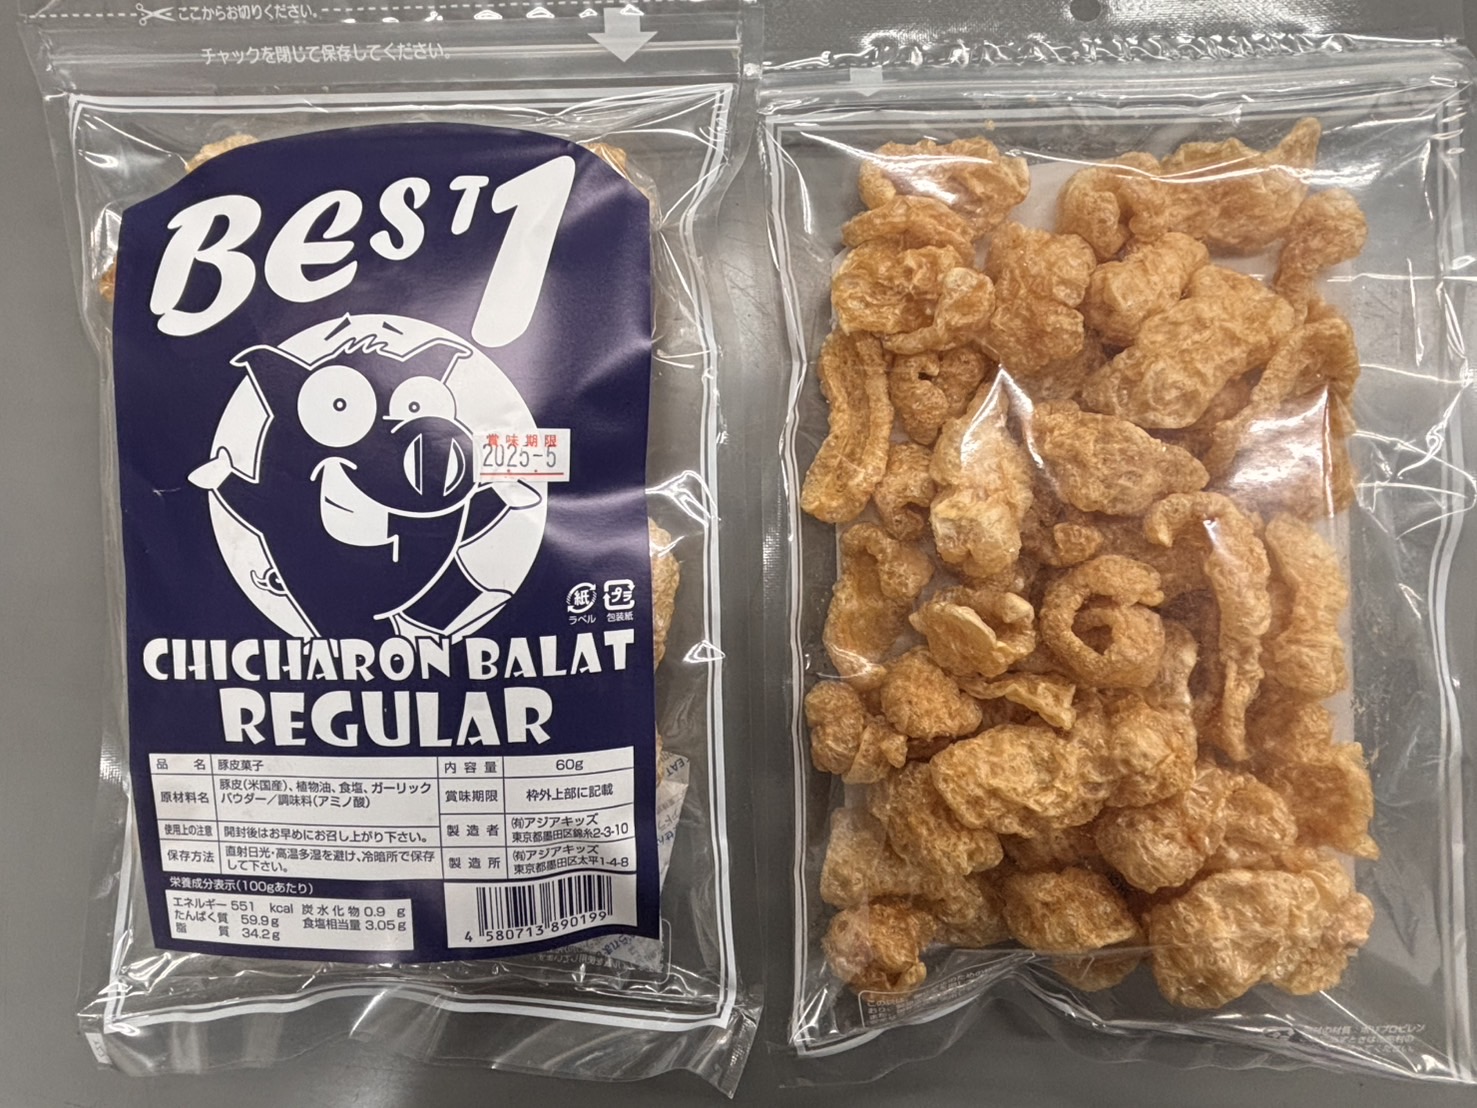 ここからお切りください。
チャックを閉じて保存してください。
BEST1
賞味期限
2025-5
紙
ラベル
プラ
包装紙
CHICHARON BALAT
REGULAR
品名 豚皮菓子
原材料名 豚皮(米国産)、植物油、食塩、ガーリック
パウダー/調味料(アミノ酸)
使用上の注意 開封後はお早めにお召し上がり下さい。
保存方法 直射日光・高温多湿を避け、冷暗所で保存
して下さい。
内容量 60g
賞味期限 枠外上部に記載
製造者 (有)アジアキッズ
東京都墨田区錦糸2-3-10
製造所 (有)アジアキッズ
東京都墨田区太平1-4-8
栄養成分表示(100gあたり)
エネルギー 551 kcal 炭水化物 0.9 g
たんぱく質 59.9g 食塩相当量 3.05g
脂質 34.2g
4 580713 890199